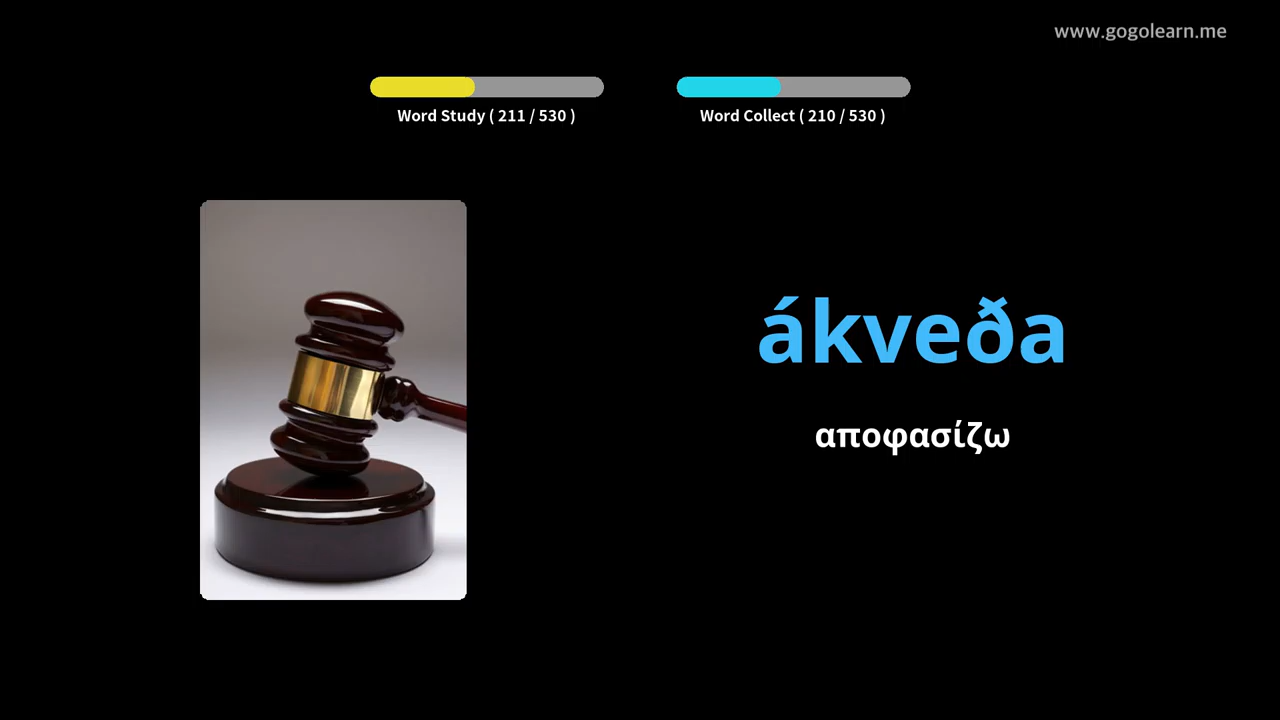 www.gogolearn.me
Word Study ( 211 / 530 )
Word Collect ( 210 / 530 )
ákveða
αποφασίζω